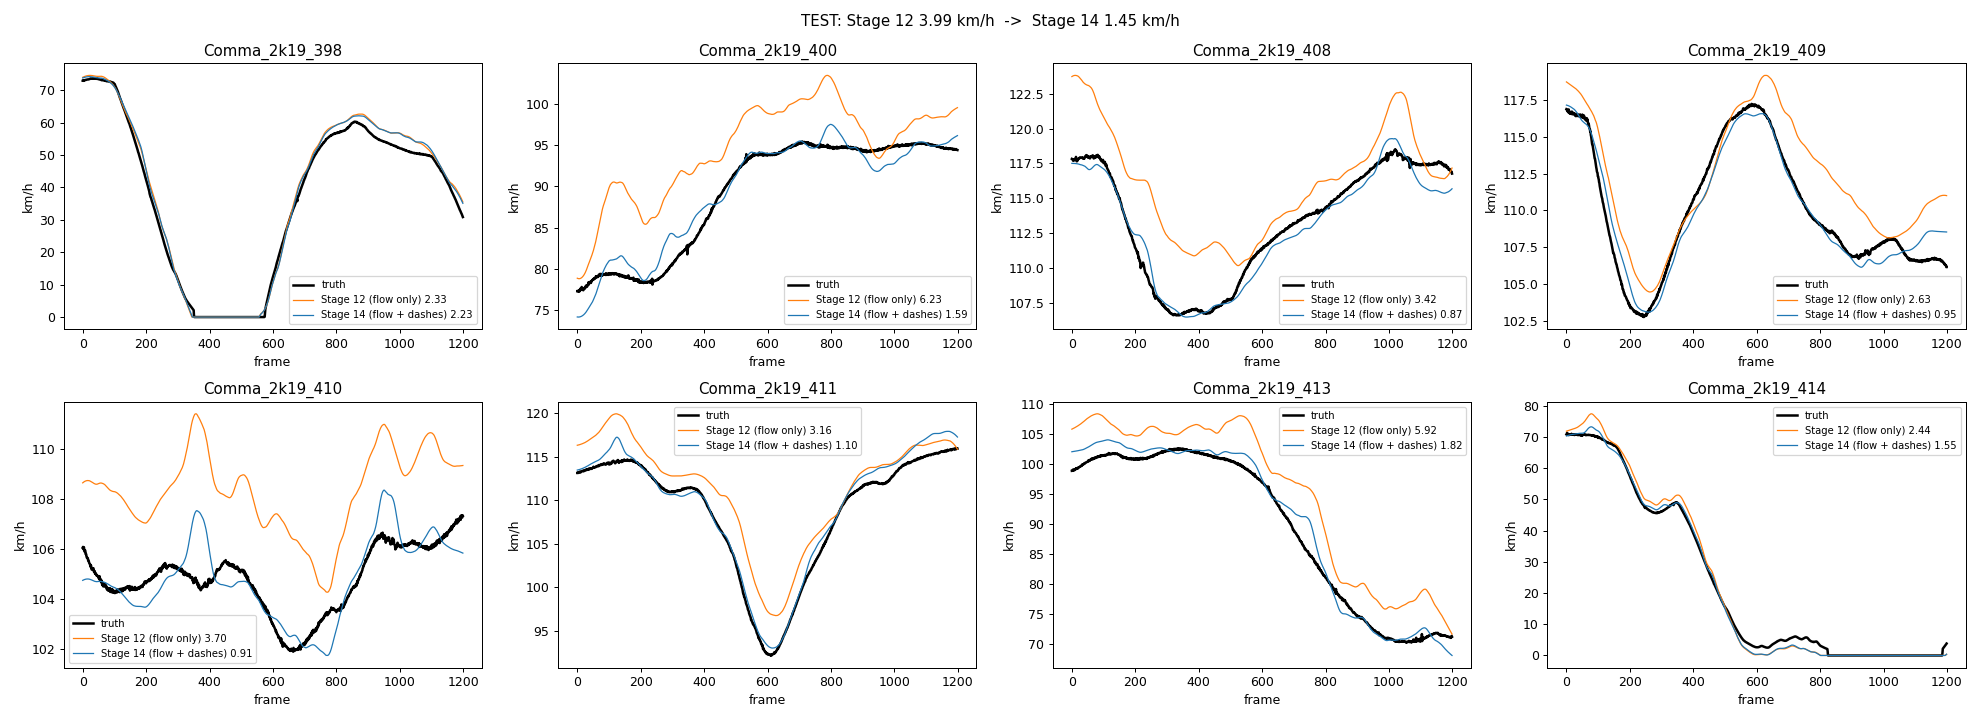 TEST: Stage 12 3.99 km/h -> Stage 14 1.45 km/h
Comma_2k19_398
km/h
70
60
50
40
30
20
10
0
truth
Stage 12 (flow only) 2.33
Stage 14 (flow + dashes) 2.23
0 200 400 600 800 1000 1200
frame
Comma_2k19_400
km/h
100
95
90
85
80
75
truth
Stage 12 (flow only) 6.23
Stage 14 (flow + dashes) 1.59
0 200 400 600 800 1000 1200
frame
Comma_2k19_408
km/h
122.5
120.0
117.5
115.0
112.5
110.0
107.5
truth
Stage 12 (flow only) 3.42
Stage 14 (flow + dashes) 0.87
0 200 400 600 800 1000 1200
frame
Comma_2k19_409
km/h
117.5
115.0
112.5
110.0
107.5
105.0
102.5
truth
Stage 12 (flow only) 2.63
Stage 14 (flow + dashes) 0.95
0 200 400 600 800 1000 1200
frame
Comma_2k19_410
km/h
110
108
106
104
102
truth
Stage 12 (flow only) 3.70
Stage 14 (flow + dashes) 0.91
0 200 400 600 800 1000 1200
frame
Comma_2k19_411
km/h
120
115
110
105
100
95
truth
Stage 12 (flow only) 3.16
Stage 14 (flow + dashes) 1.10
0 200 400 600 800 1000 1200
frame
Comma_2k19_413
km/h
110
105
100
95
90
85
80
75
70
truth
Stage 12 (flow only) 5.92
Stage 14 (flow + dashes) 1.82
0 200 400 600 800 1000 1200
frame
Comma_2k19_414
km/h
80
70
60
50
40
30
20
10
0
truth
Stage 12 (flow only) 2.44
Stage 14 (flow + dashes) 1.55
0 200 400 600 800 1000 1200
frame